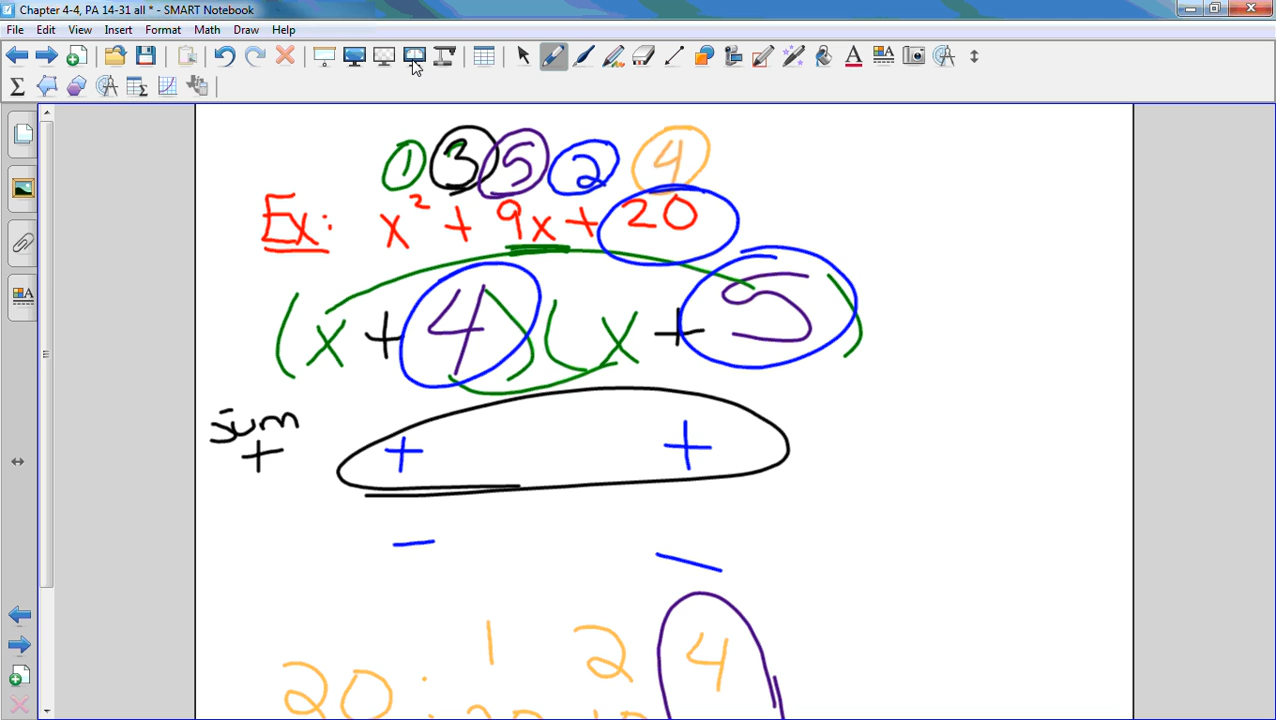 Chapter 4-4, PA 14-31 all * - SMART Notebook
File Edit View Insert Format Math Draw Help
1 3 5 2 4
Ex: x² + 9x + 20
(x + 4)(x + 5)
sum
+ + +
− −
1 2 4
20 :